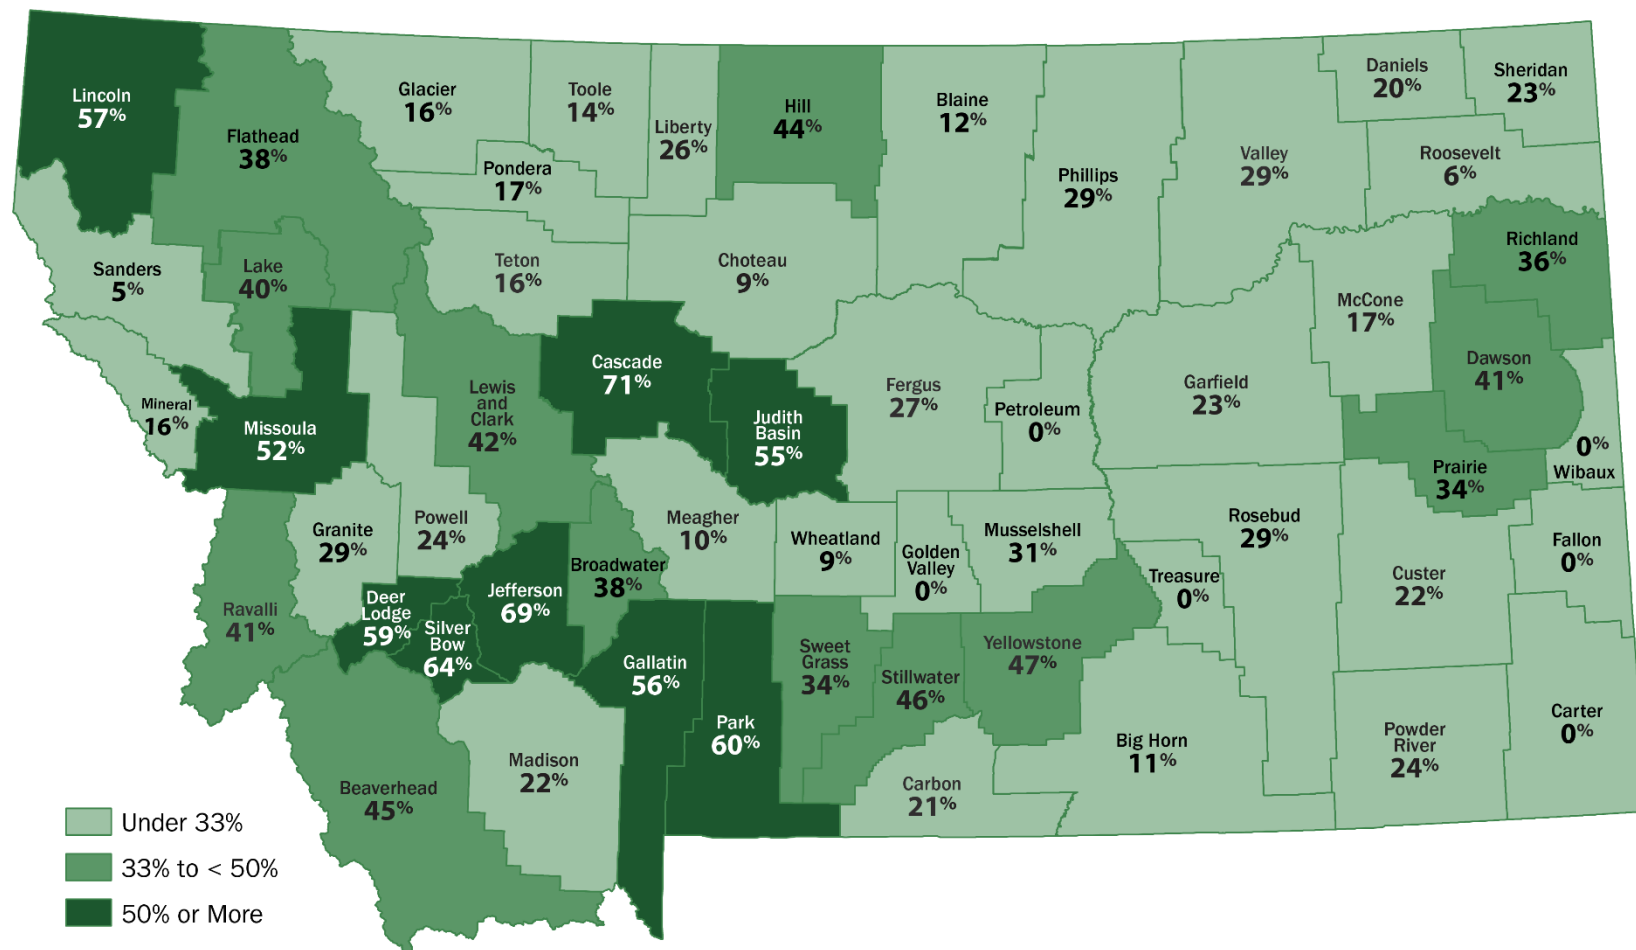 Lincoln
57%
Flathead
38%
Glacier
16%
Toole
14%
Liberty
26%
Hill
44%
Blaine
12%
Phillips
29%
Valley
29%
Daniels
20%
Sheridan
23%
Roosevelt
6%
Pondera
17%
Sanders
5%
Lake
40%
Teton
16%
Choteau
9%
McCone
17%
Richland
36%
Mineral
16%
Missoula
52%
Lewis
and
Clark
42%
Cascade
71%
Judith
Basin
55%
Fergus
27%
Petroleum
0%
Garfield
23%
Dawson
41%
Prairie
34%
0%
Wibaux
Granite
29%
Powell
24%
Meagher
10%
Wheatland
9%
Golden
Valley
0%
Musselshell
31%
Rosebud
29%
Treasure
0%
Custer
22%
Fallon
0%
Ravalli
41%
Deer
Lodge
59%
Silver
Bow
64%
Jefferson
69%
Broadwater
38%
Gallatin
56%
Park
60%
Sweet
Grass
34%
Stillwater
46%
Yellowstone
47%
Beaverhead
45%
Madison
22%
Carbon
21%
Big Horn
11%
Powder
River
24%
Carter
0%
Under 33%
33% to < 50%
50% or More